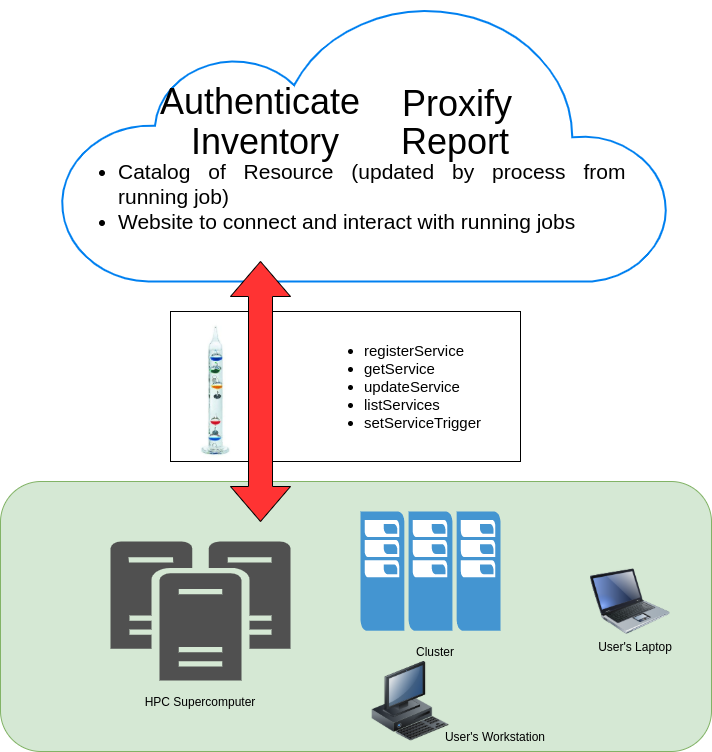 Authenticate
Inventory
Proxify
Report
• Catalog of Resource (updated by process from
running job)
• Website to connect and interact with running jobs
• registerService
• getService
• updateService
• listServices
• setServiceTrigger
Cluster
User's Laptop
HPC Supercomputer
User's Workstation